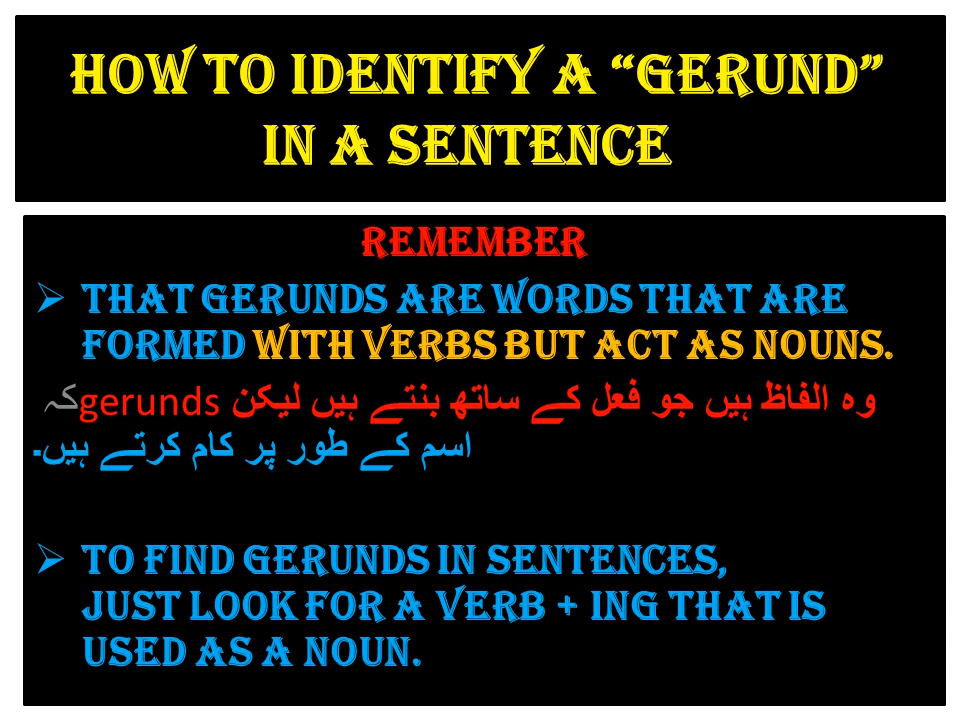 HOW TO IDENTIFY A “GERUND”
IN A SENTENCE
REMEMBER
➢ THAT GERUNDS ARE WORDS THAT ARE
FORMED WITH VERBS BUT ACT AS NOUNS.
کہ gerunds وہ الفاظ ہیں جو فعل کے ساتھ بنتے ہیں لیکن
اسم کے طور پر کام کرتے ہیں۔
➢ TO FIND GERUNDS IN SENTENCES,
JUST LOOK FOR A VERB + ING THAT IS
USED AS A NOUN.